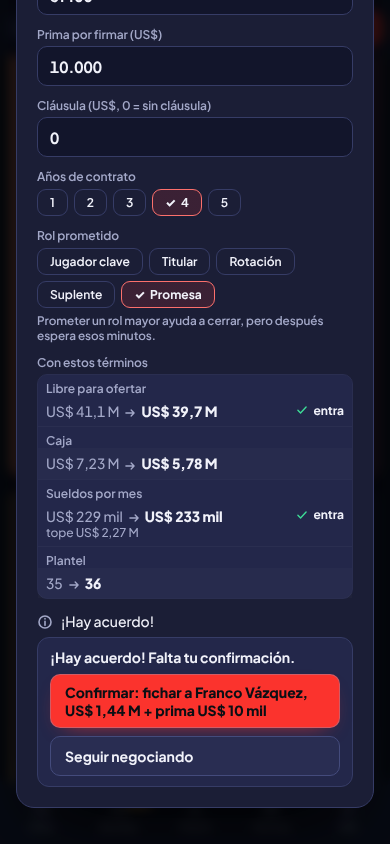 Prima por firmar (US$)
10.000
Cláusula (US$, 0 = sin cláusula)
0
Años de contrato
1 2 3 ✓ 4 5
Rol prometido
Jugador clave Titular Rotación
Suplente ✓ Promesa
Prometer un rol mayor ayuda a cerrar, pero después
espera esos minutos.
Con estos términos
Libre para ofertar
US$ 41,1 M → US$ 39,7 M ✓ entra
Caja
US$ 7,23 M → US$ 5,78 M
Sueldos por mes
US$ 229 mil → US$ 233 mil ✓ entra
tope US$ 2,27 M
Plantel
35 → 36
¡Hay acuerdo!
¡Hay acuerdo! Falta tu confirmación.
Confirmar: fichar a Franco Vázquez,
US$ 1,44 M + prima US$ 10 mil
Seguir negociando